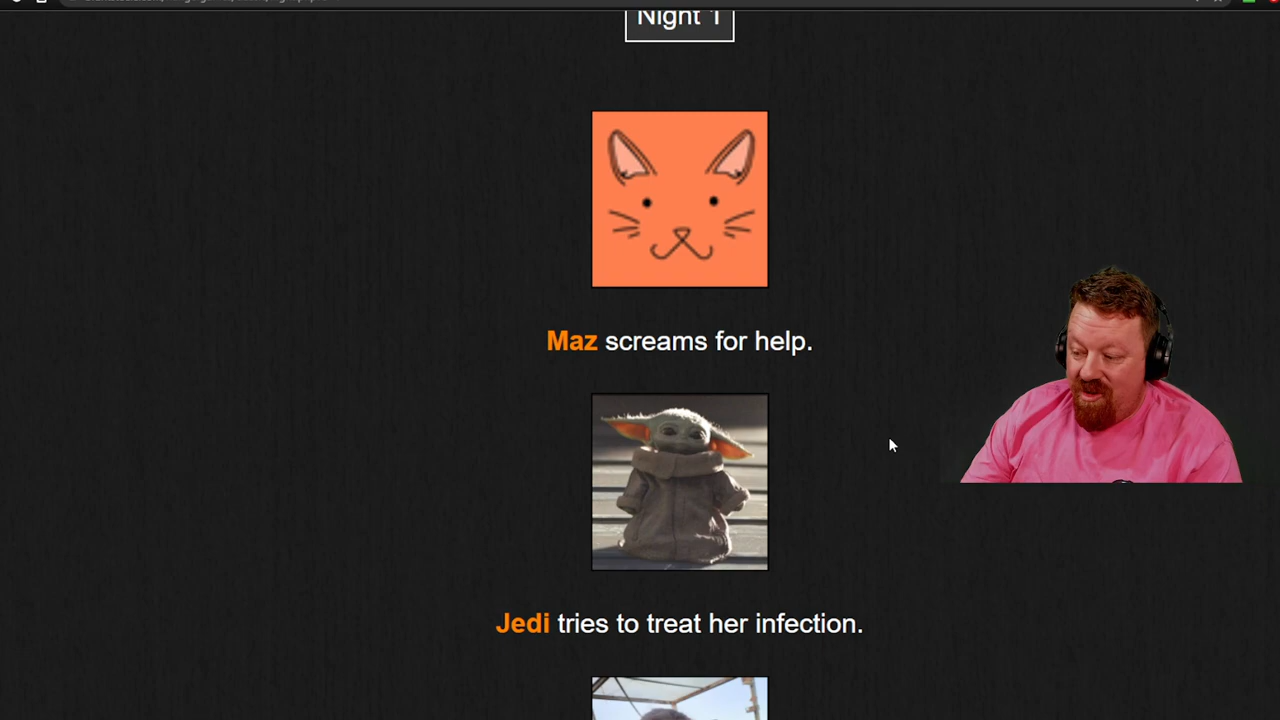 Night 1
Maz screams for help.
Jedi tries to treat her infection.